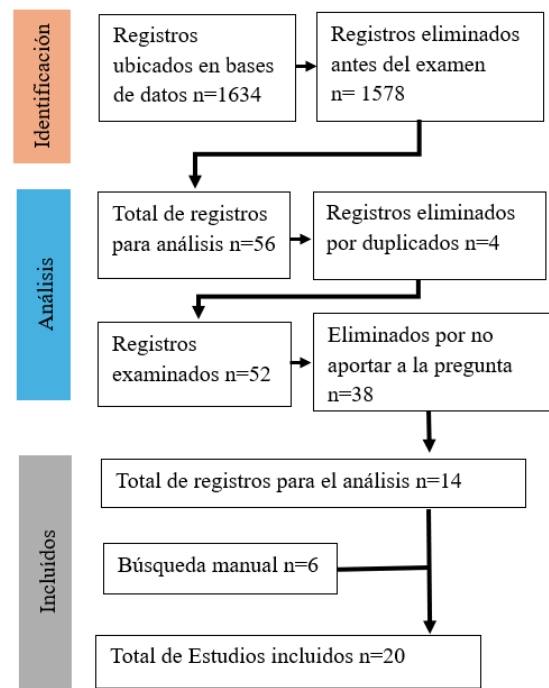 Identificación
Registros
ubicados en bases
de datos n=1634
Registros eliminados
antes del examen
n= 1578
Análisis
Total de registros
para análisis n=56
Registros eliminados
por duplicados n=4
Registros
examinados n=52
Eliminados por no
aportar a la pregunta
n=38
Incluídos
Total de registros para el análisis n=14
Búsqueda manual n=6
Total de Estudios incluidos n=20